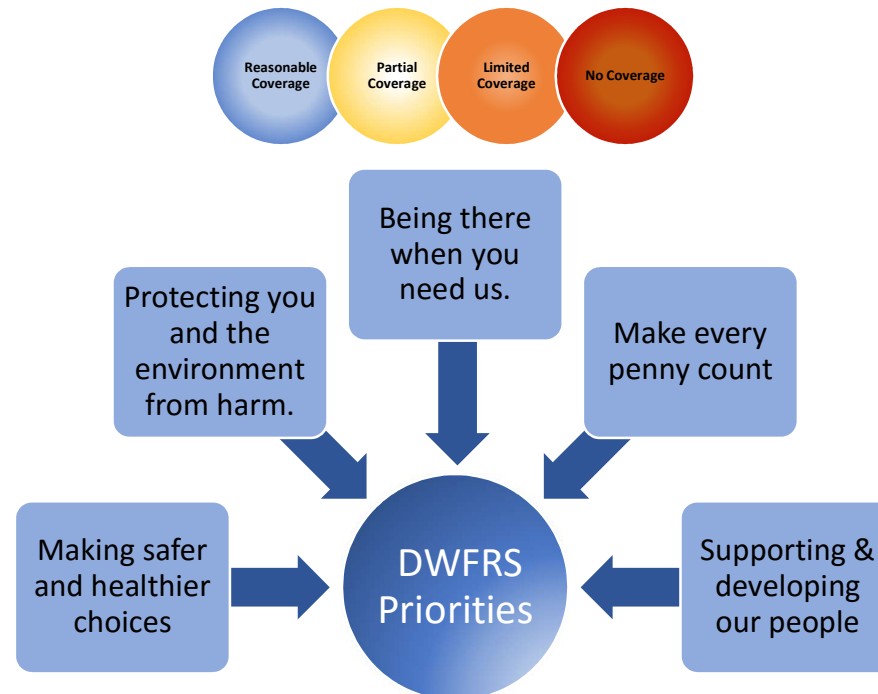 Reasonable
Coverage
Partial
Coverage
Limited
Coverage
No Coverage
Being there
when you
need us.
Protecting you
and the
environment
from harm.
Make every
penny count
Making safer
and healthier
choices
DWFRS
Priorities
Supporting &
developing
our people